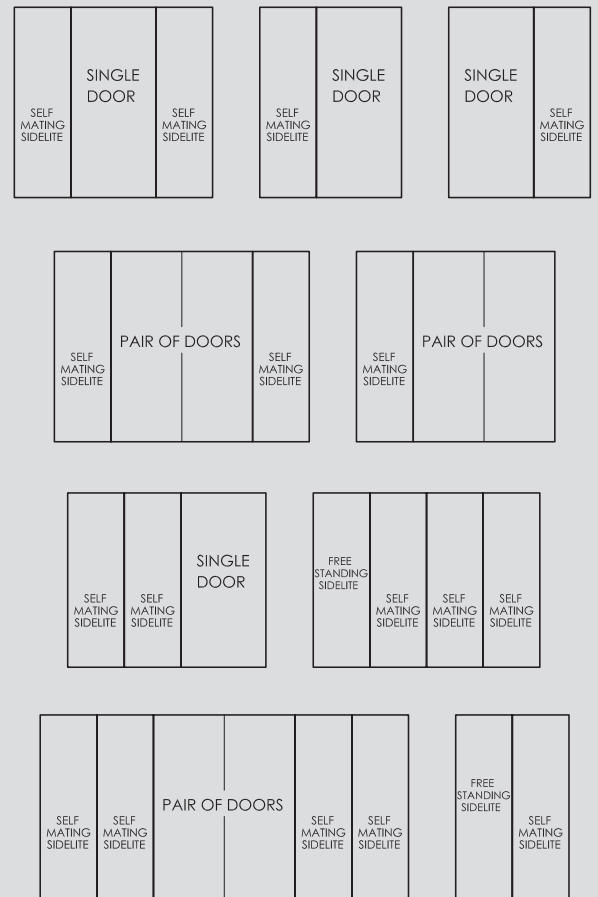 SELF
MATING
SIDELITE
SINGLE
DOOR
SELF
MATING
SIDELITE
SELF
MATING
SIDELITE
SINGLE
DOOR
SINGLE
DOOR
SELF
MATING
SIDELITE
SELF
MATING
SIDELITE
PAIR OF DOORS
SELF
MATING
SIDELITE
SELF
MATING
SIDELITE
PAIR OF DOORS
SELF
MATING
SIDELITE
SELF
MATING
SIDELITE
SINGLE
DOOR
FREE
STANDING
SIDELITE
SELF
MATING
SIDELITE
SELF
MATING
SIDELITE
SELF
MATING
SIDELITE
SELF
MATING
SIDELITE
SELF
MATING
SIDELITE
PAIR OF DOORS
SELF
MATING
SIDELITE
SELF
MATING
SIDELITE
FREE
STANDING
SIDELITE
SELF
MATING
SIDELITE